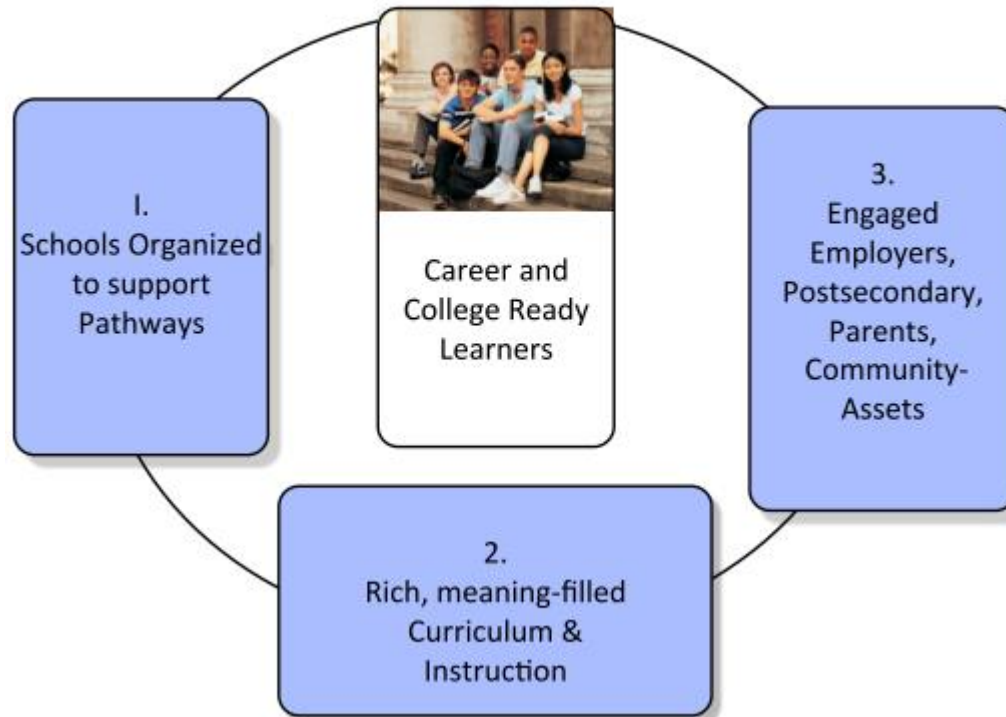 I.
Schools Organized
to support
Pathways
Career and
College Ready
Learners
3.
Engaged
Employers,
Postsecondary,
Parents,
Community-
Assets
2.
Rich, meaning-filled
Curriculum &
Instruction